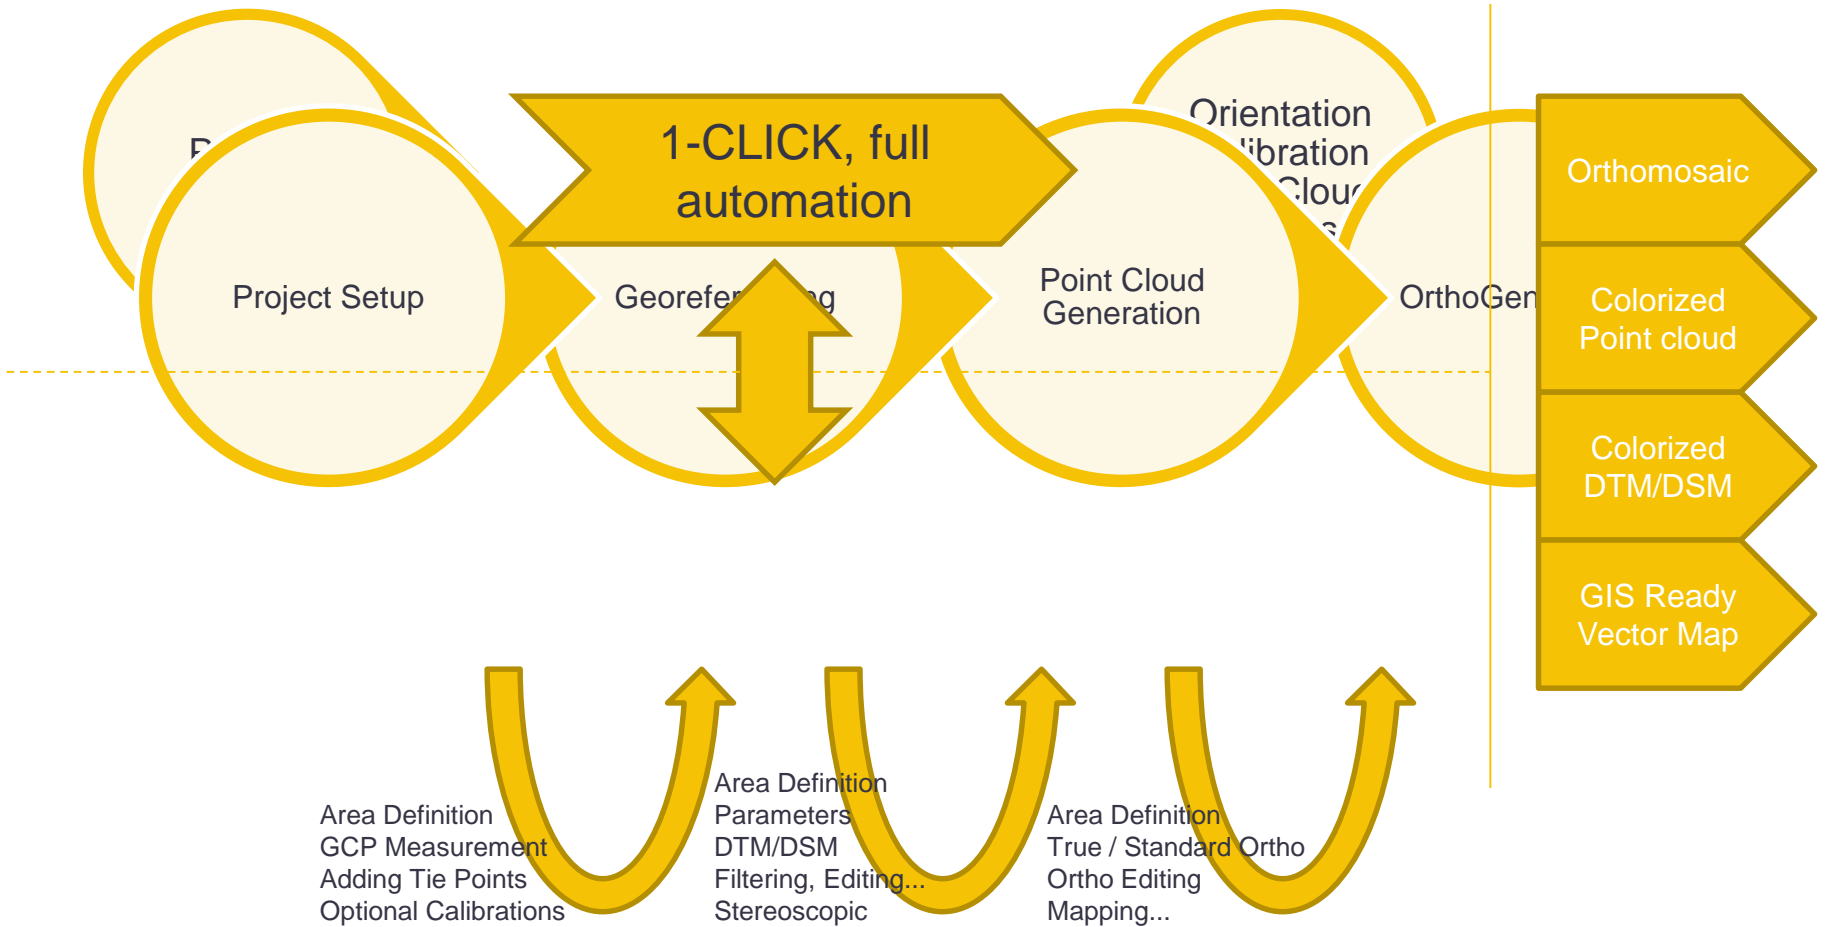 Orientation
Cloud
1-CLICK, full
automation
Project Setup
Point Cloud
Generation
Orthomosaic
Colorized
Point cloud
Colorized
DTM/DSM
GIS Ready
Vector Map
Area Definition
GCP Measurement
Adding Tie Points
Optional Calibrations
Area Definition
Parameters
DTM/DSM
Filtering, Editing...
Stereoscopic
Area Definition
True / Standard Ortho
Ortho Editing
Mapping...